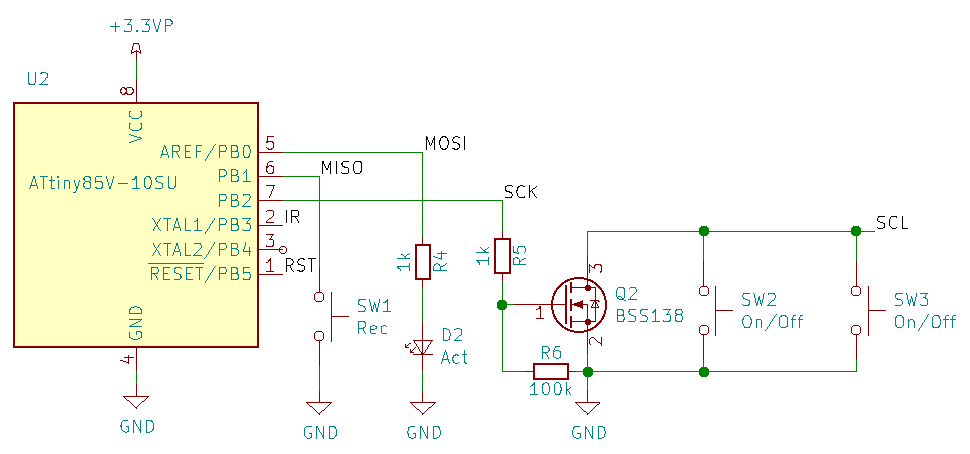 +3.3VP
U2
8
VCC
ATtiny85V-10SU
AREF/PB0
5
MOSI
PB1
6
MISO
PB2
7
SCK
XTAL1/PB3
2
IR
XTAL2/PB4
3
RESET/PB5
1
RST
GND
4
GND
SW1
Rec
GND
1k
R4
D2
Act
GND
1k
R5
3
Q2
BSS138
1
2
R6
100k
GND
SW2
On/Off
SCL
SW3
On/Off